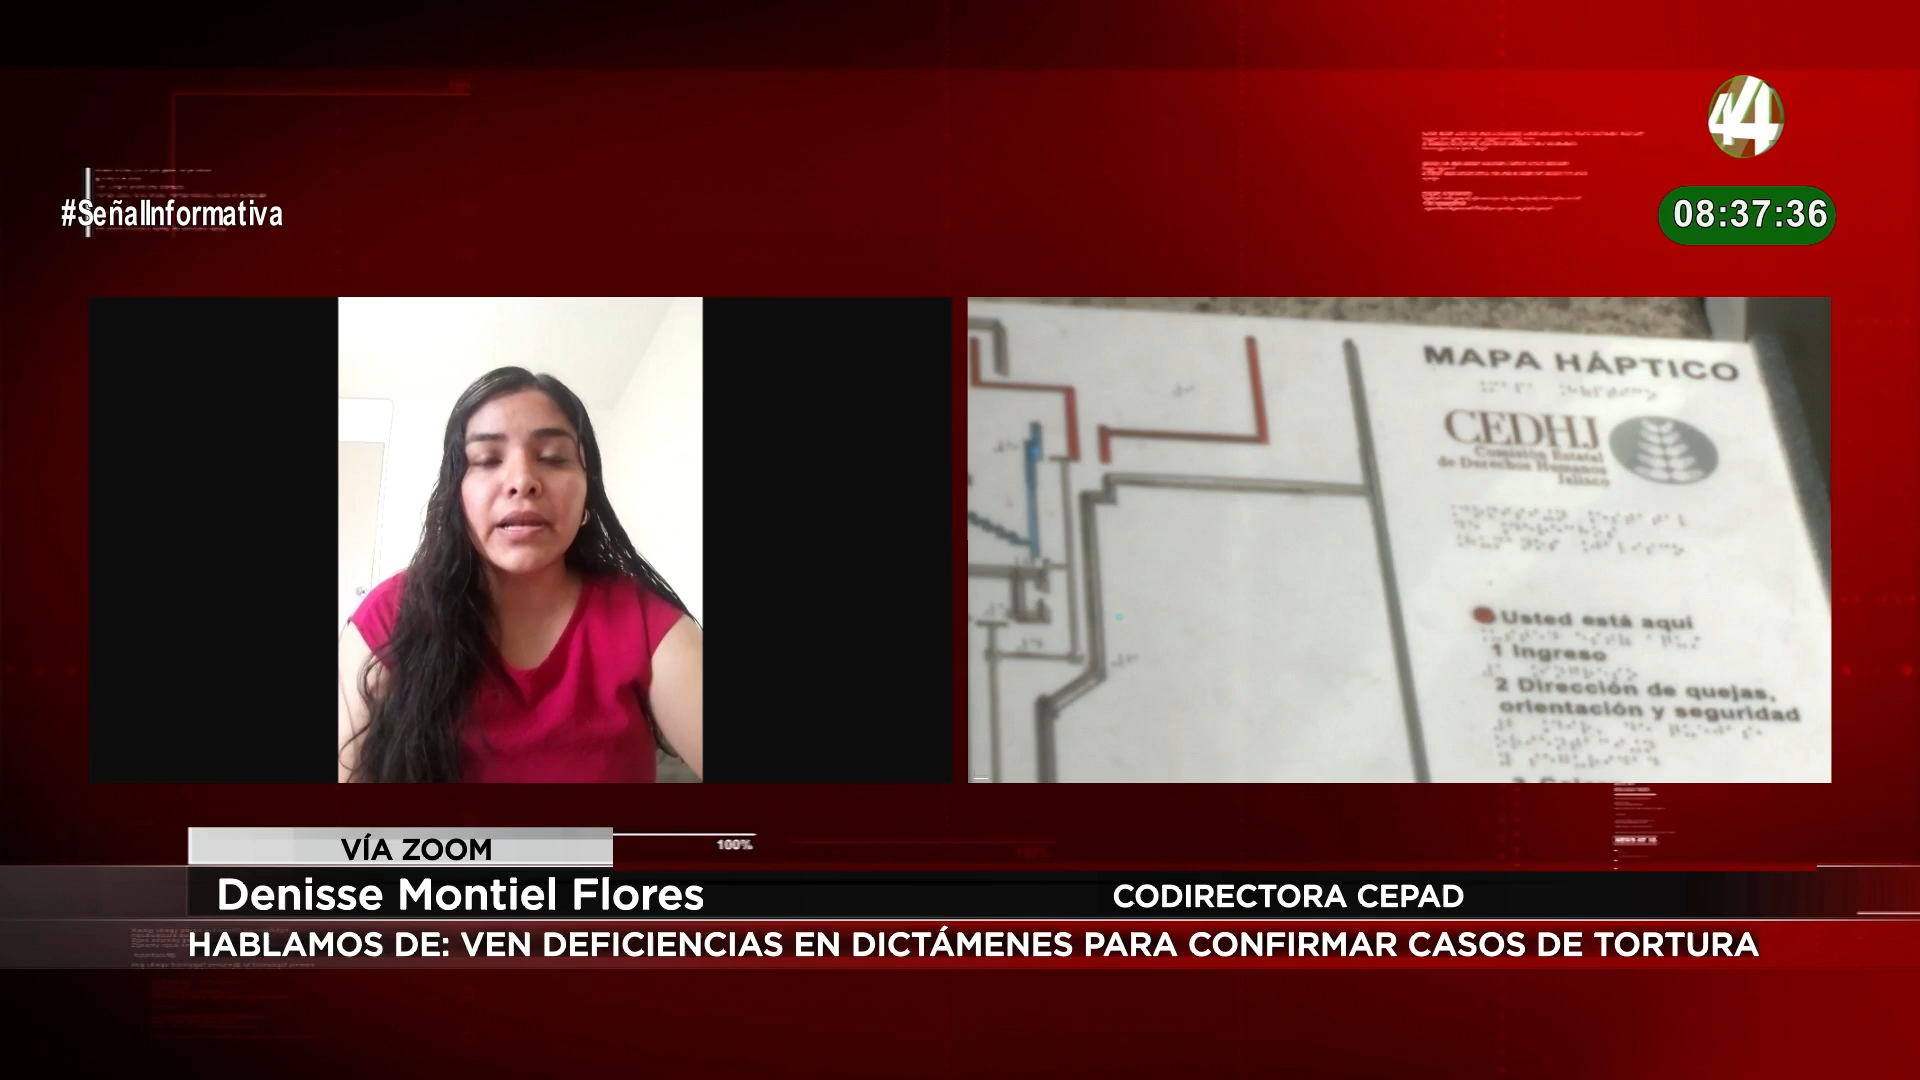 44
#SeñalInformativa
08:37:36
MAPA HÁPTICO
CEDHJ
Comisión Estatal
de Derechos Humanos
Jalisco
Usted está aquí
1 Ingreso
2 Dirección de quejas,
orientación y seguridad
VÍA ZOOM
100%
Denisse Montiel Flores
CODIRECTORA CEPAD
HABLAMOS DE: VEN DEFICIENCIAS EN DICTÁMENES PARA CONFIRMAR CASOS DE TORTURA